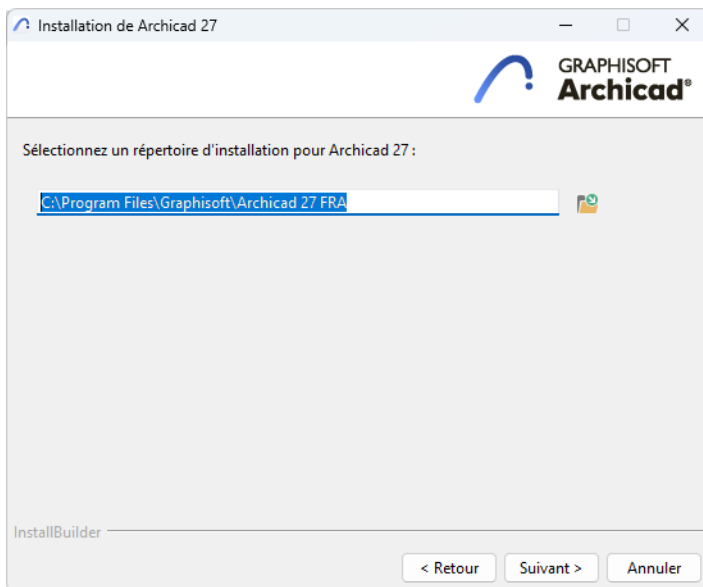 Installation de Archicad 27
GRAPHISOFT
Archicad®
Sélectionnez un répertoire d'installation pour Archicad 27 :
C:\Program Files\Graphisoft\Archicad 27 FRA
InstallBuilder
< Retour
Suivant >
Annuler